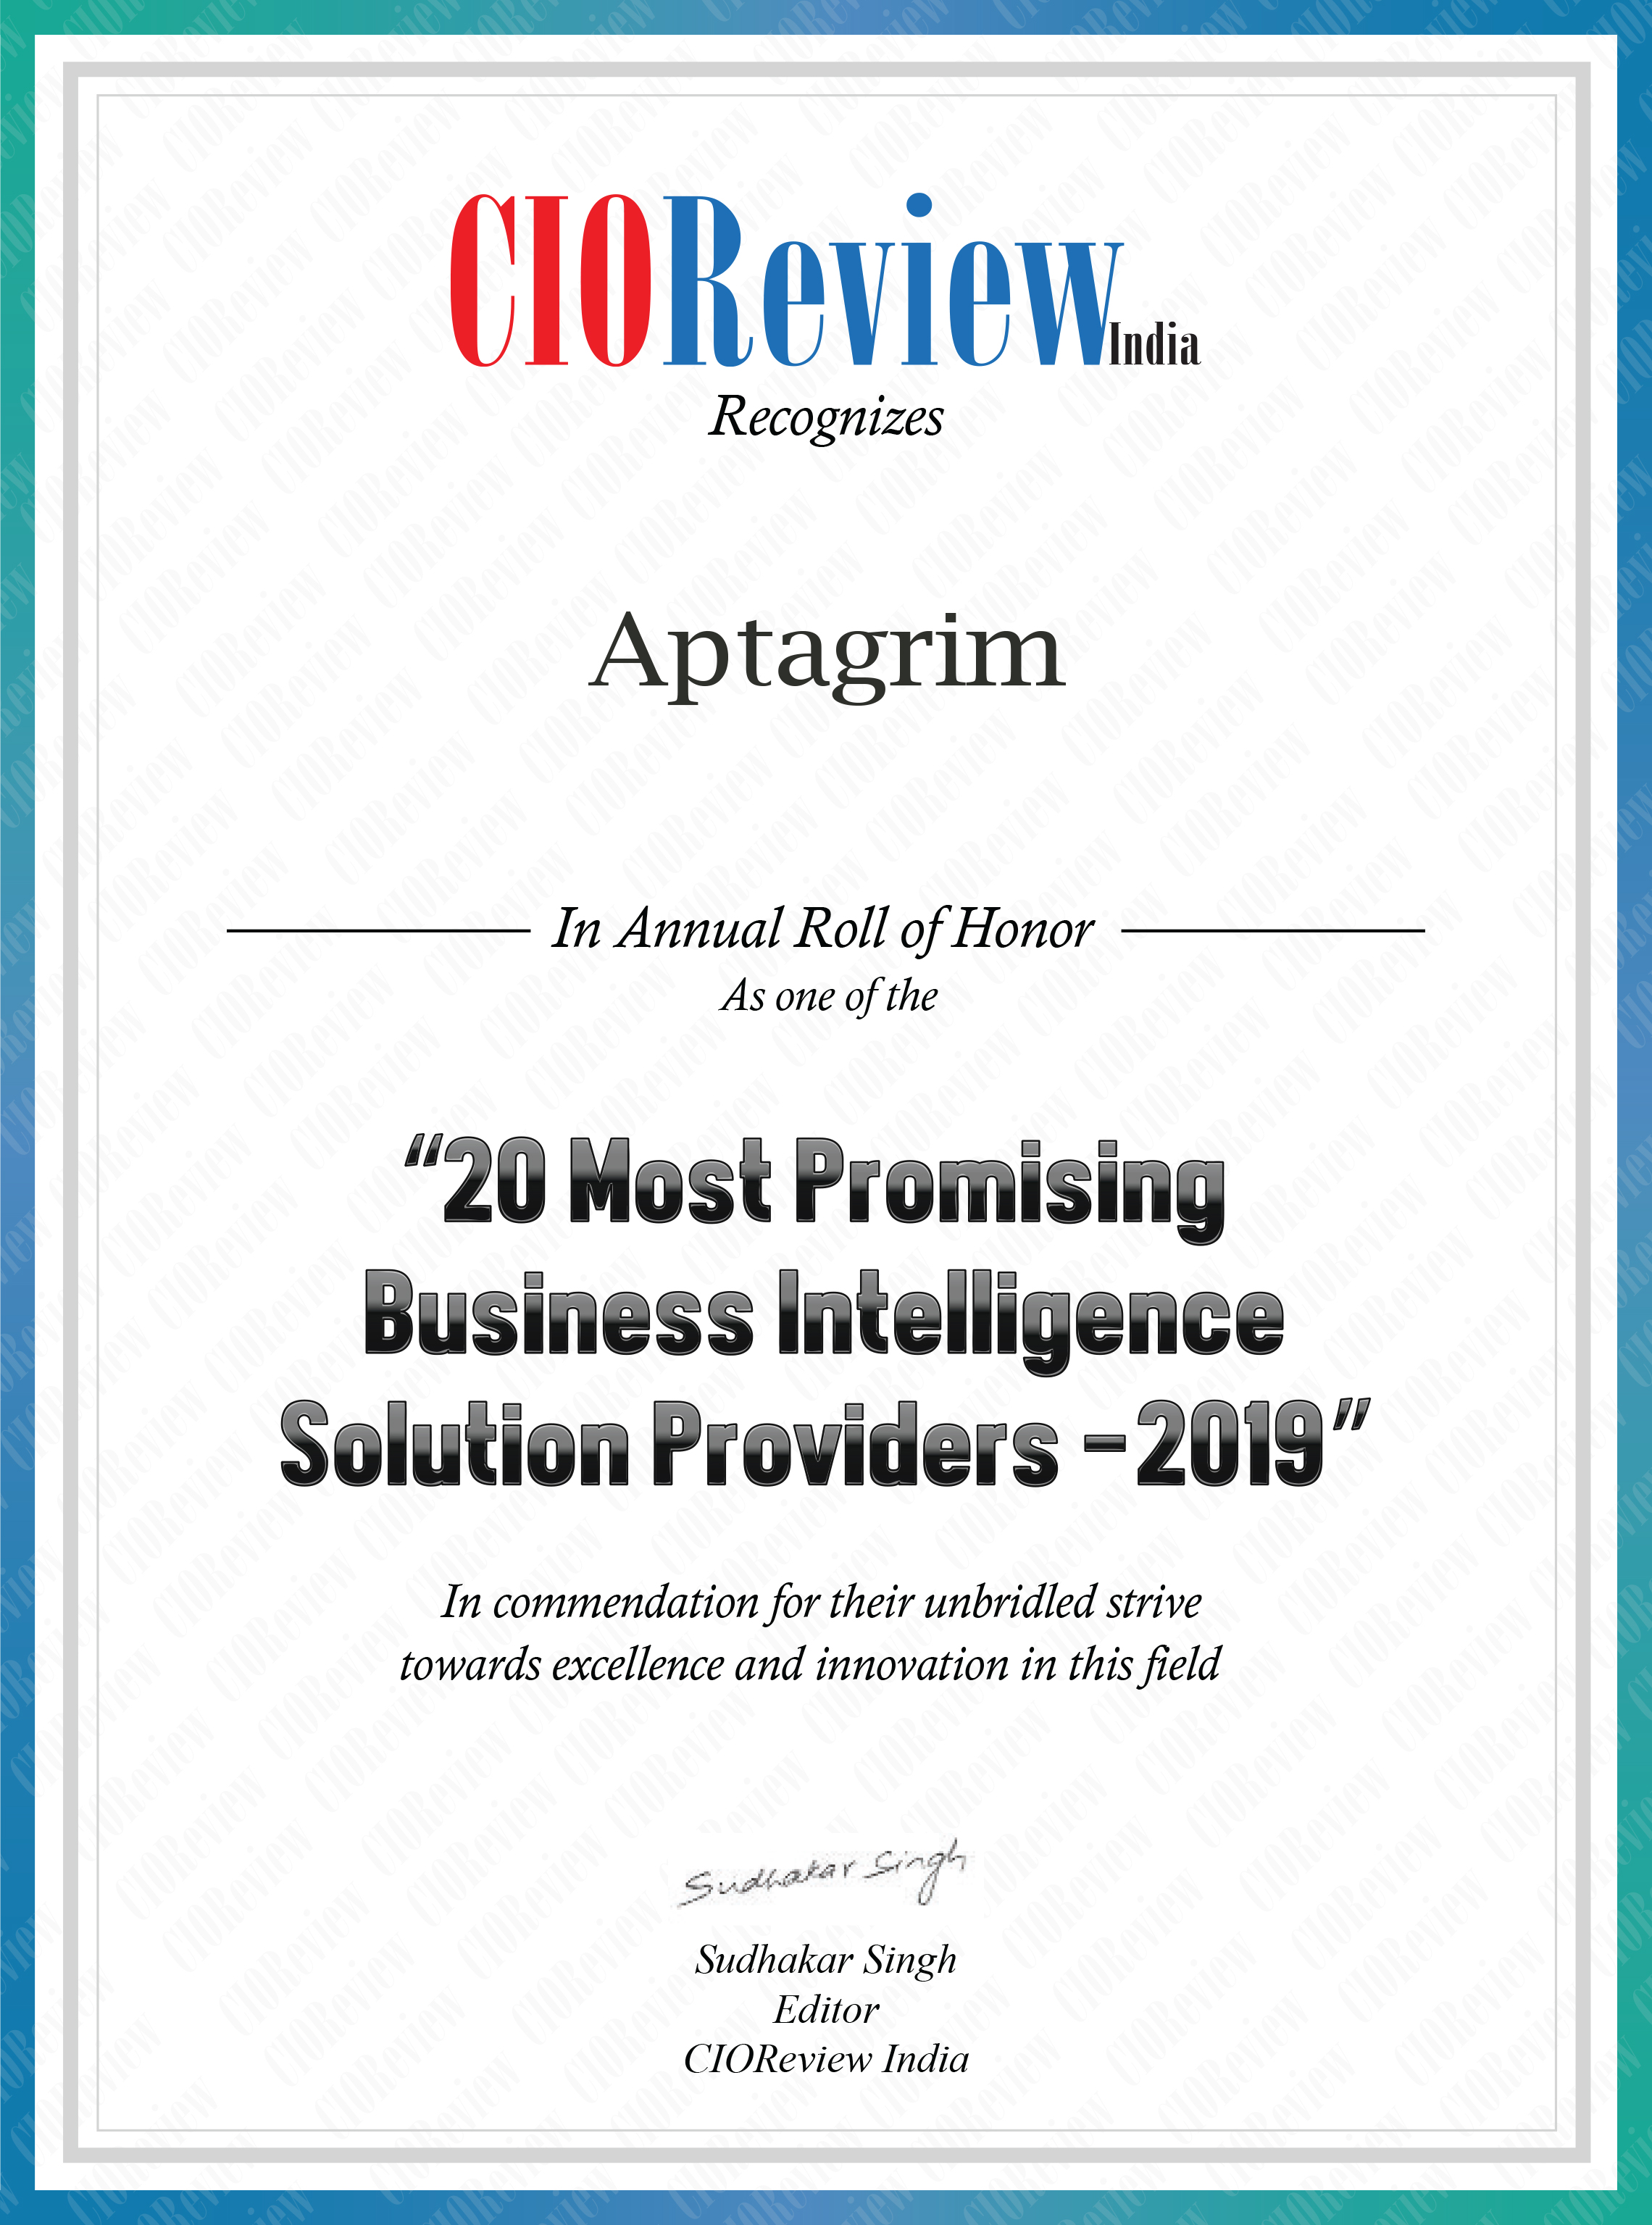 CIOReview India
Recognizes
Aptagrim
In Annual Roll of Honor
As one of the
“20 Most Promising
Business Intelligence
Solution Providers –2019”
In commendation for their unbridled strive
towards excellence and innovation in this field
Sudhakar Singh
Sudhakar Singh
Editor
CIOReview India